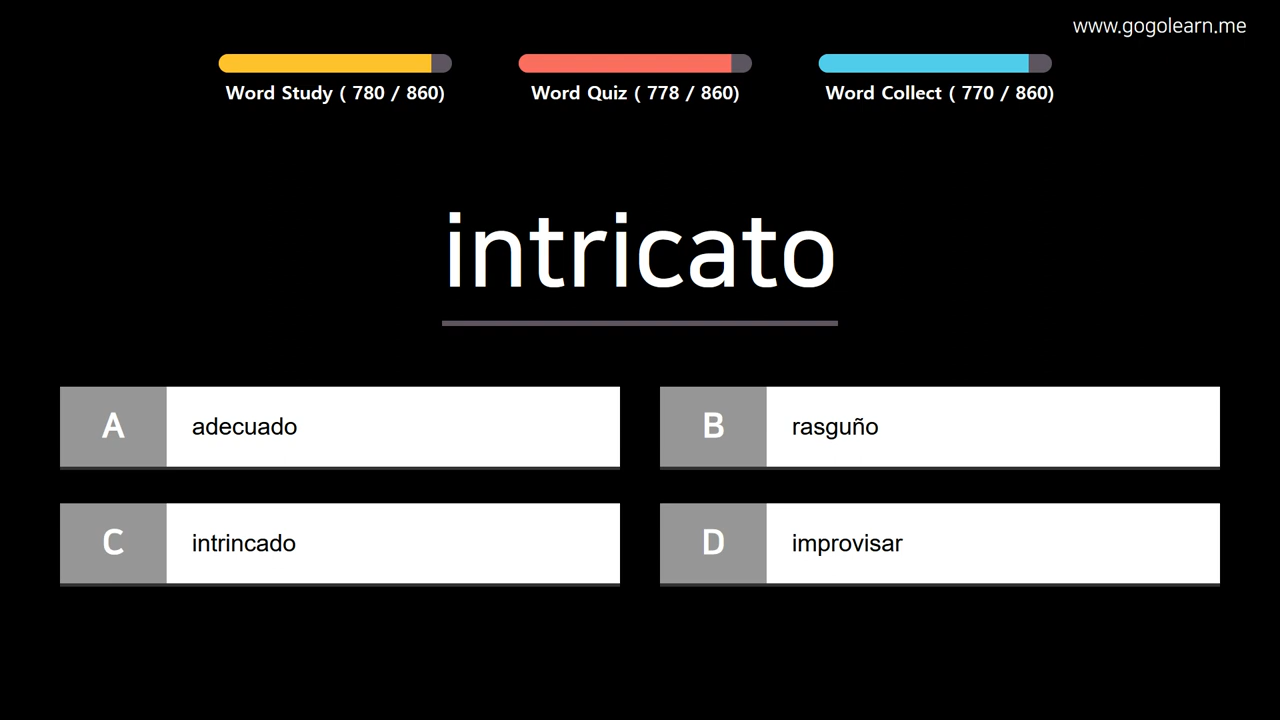 www.gogolearn.me
Word Study ( 780 / 860)
Word Quiz ( 778 / 860)
Word Collect ( 770 / 860)
intricato
A adecuado
B rasguño
C intrincado
D improvisar